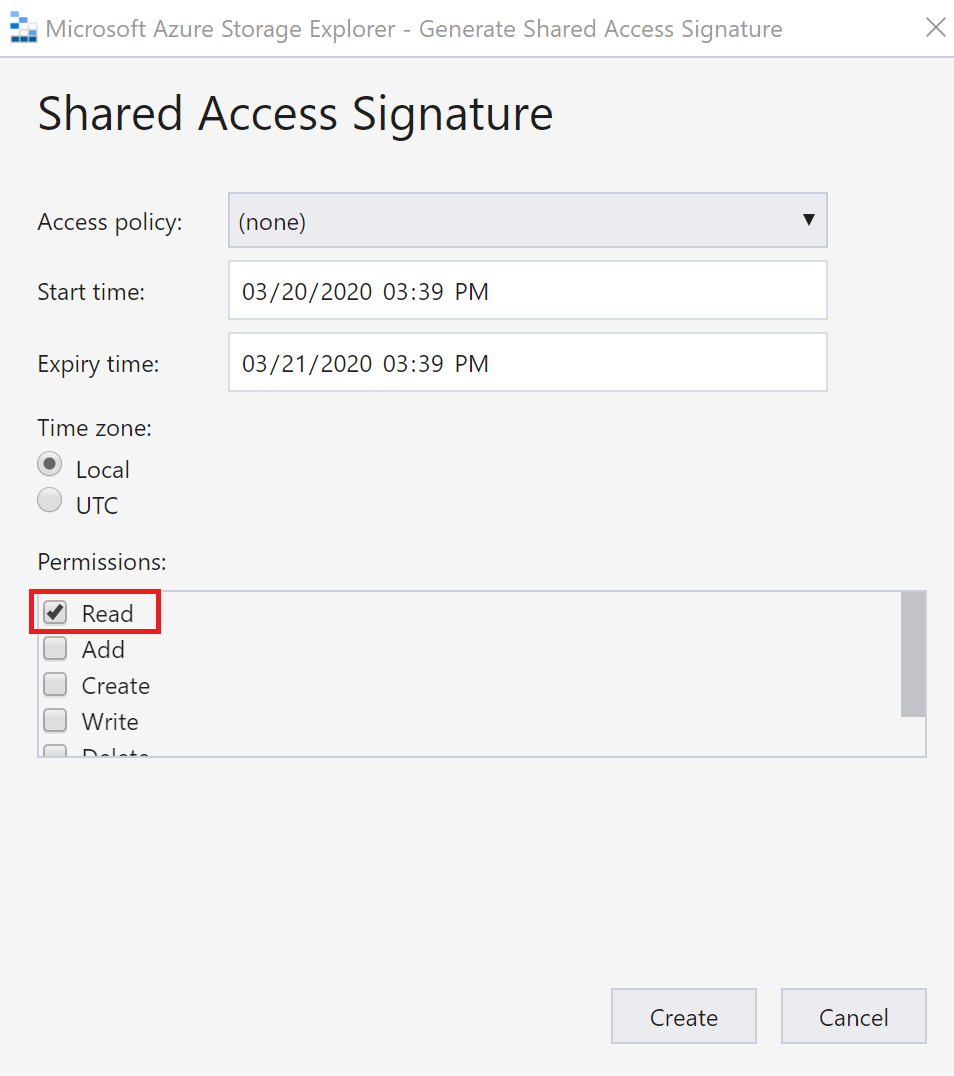 Microsoft Azure Storage Explorer - Generate Shared Access Signature
Shared Access Signature
Access policy: (none)
Start time: 03/20/2020 03:39 PM
Expiry time: 03/21/2020 03:39 PM
Time zone:
Local
UTC
Permissions:
Read
Add
Create
Write
Delete
Create Cancel